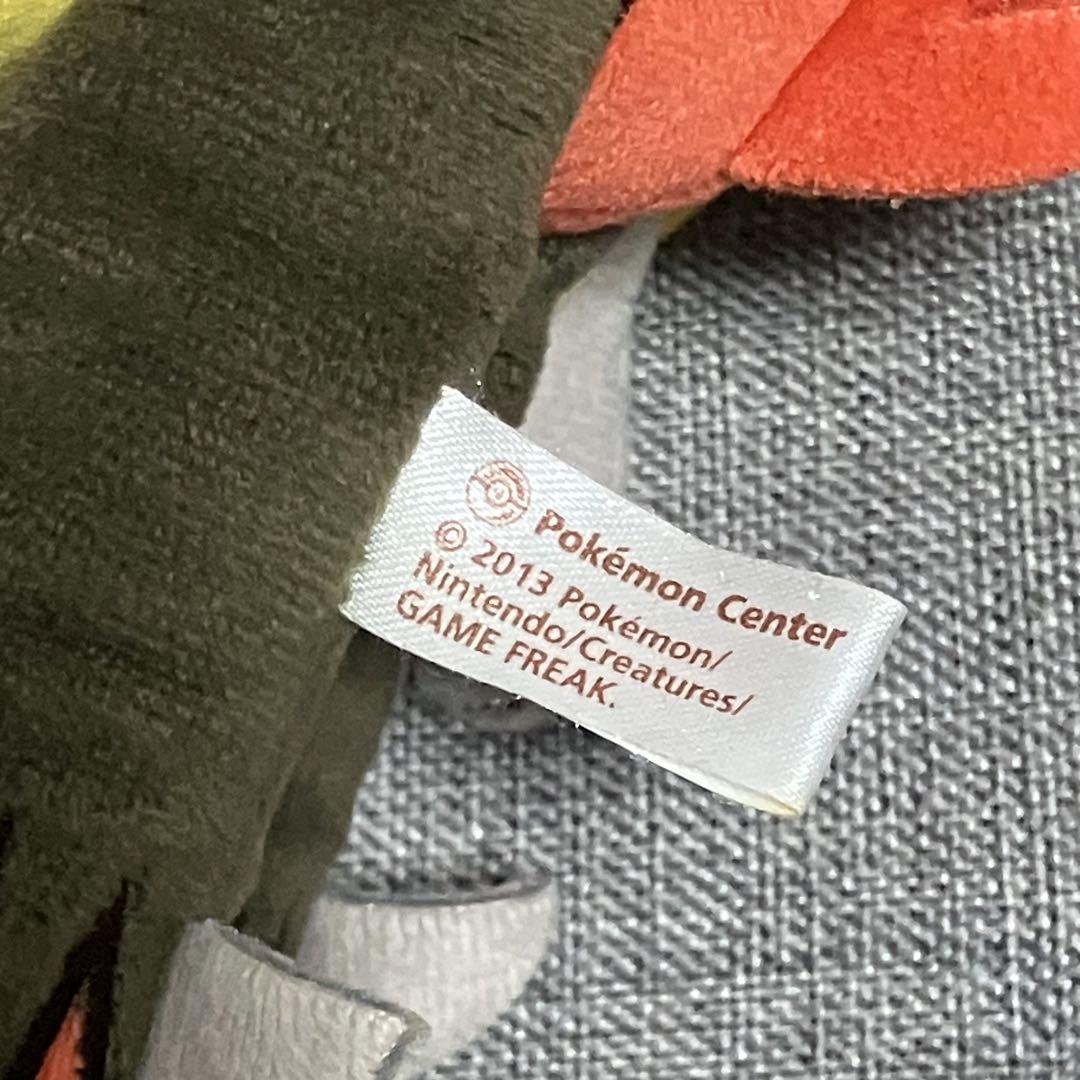 Pokémon Center
© 2013 Pokémon/
Nintendo/Creatures/
GAME FREAK.